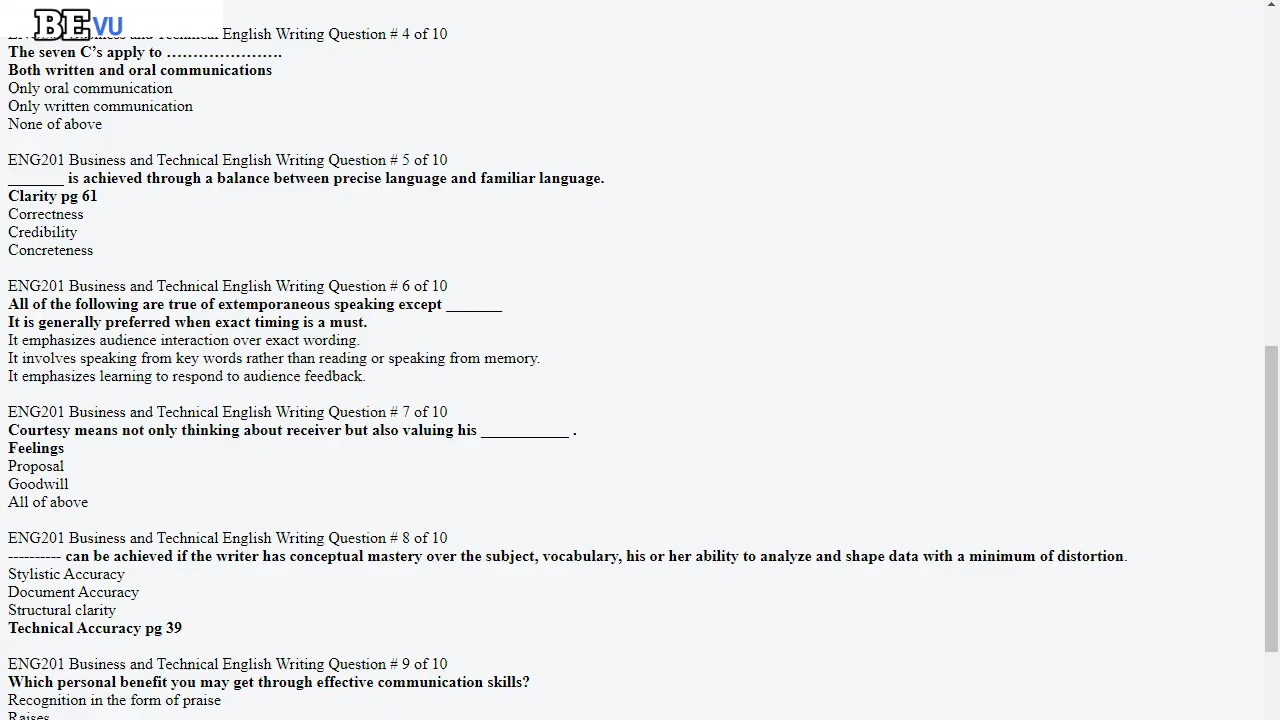 BEVU
English Writing Question # 4 of 10
The seven C’s apply to ………………….
Both written and oral communications
Only oral communication
Only written communication
None of above
ENG201 Business and Technical English Writing Question # 5 of 10
_______ is achieved through a balance between precise language and familiar language.
Clarity pg 61
Correctness
Credibility
Concreteness
ENG201 Business and Technical English Writing Question # 6 of 10
All of the following are true of extemporaneous speaking except _______
It is generally preferred when exact timing is a must.
It emphasizes audience interaction over exact wording.
It involves speaking from key words rather than reading or speaking from memory.
It emphasizes learning to respond to audience feedback.
ENG201 Business and Technical English Writing Question # 7 of 10
Courtesy means not only thinking about receiver but also valuing his ___________ .
Feelings
Proposal
Goodwill
All of above
ENG201 Business and Technical English Writing Question # 8 of 10
---------- can be achieved if the writer has conceptual mastery over the subject, vocabulary, his or her ability to analyze and shape data with a minimum of distortion.
Stylistic Accuracy
Document Accuracy
Structural clarity
Technical Accuracy pg 39
ENG201 Business and Technical English Writing Question # 9 of 10
Which personal benefit you may get through effective communication skills?
Recognition in the form of praise
Raises